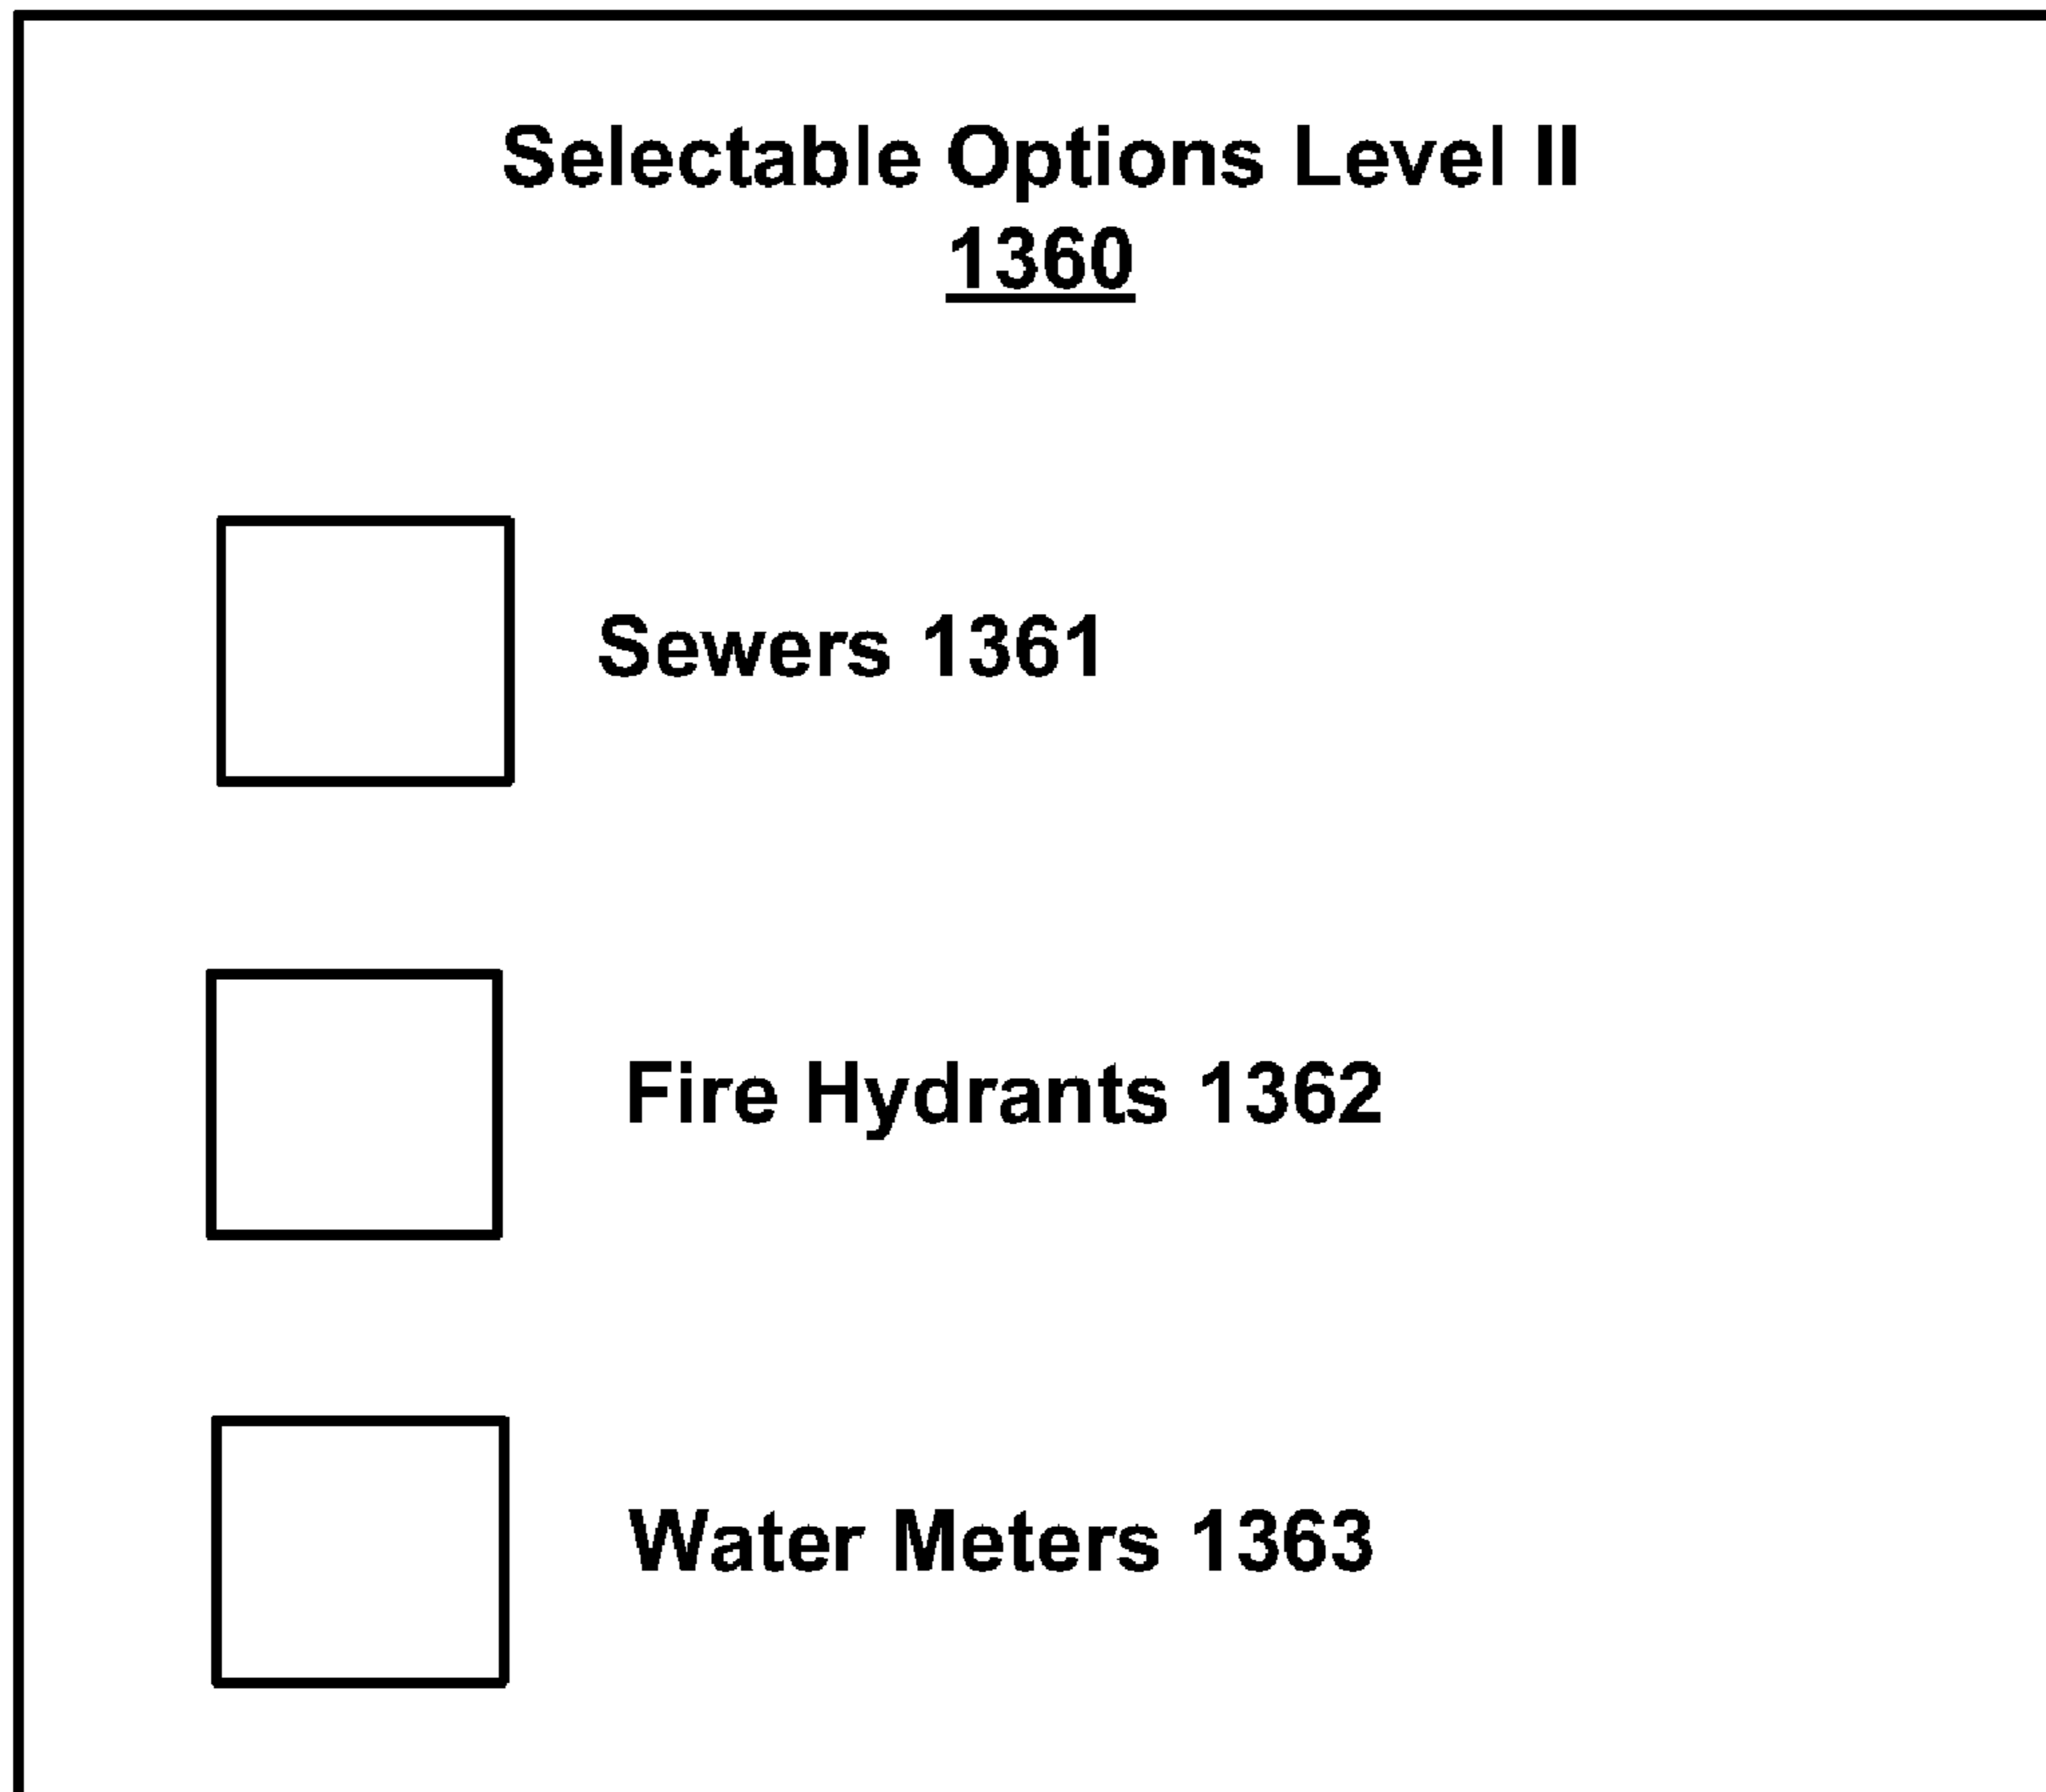 Selectable Options Level II
1360
Sewers 1361
Fire Hydrants 1362
Water Meters 1363